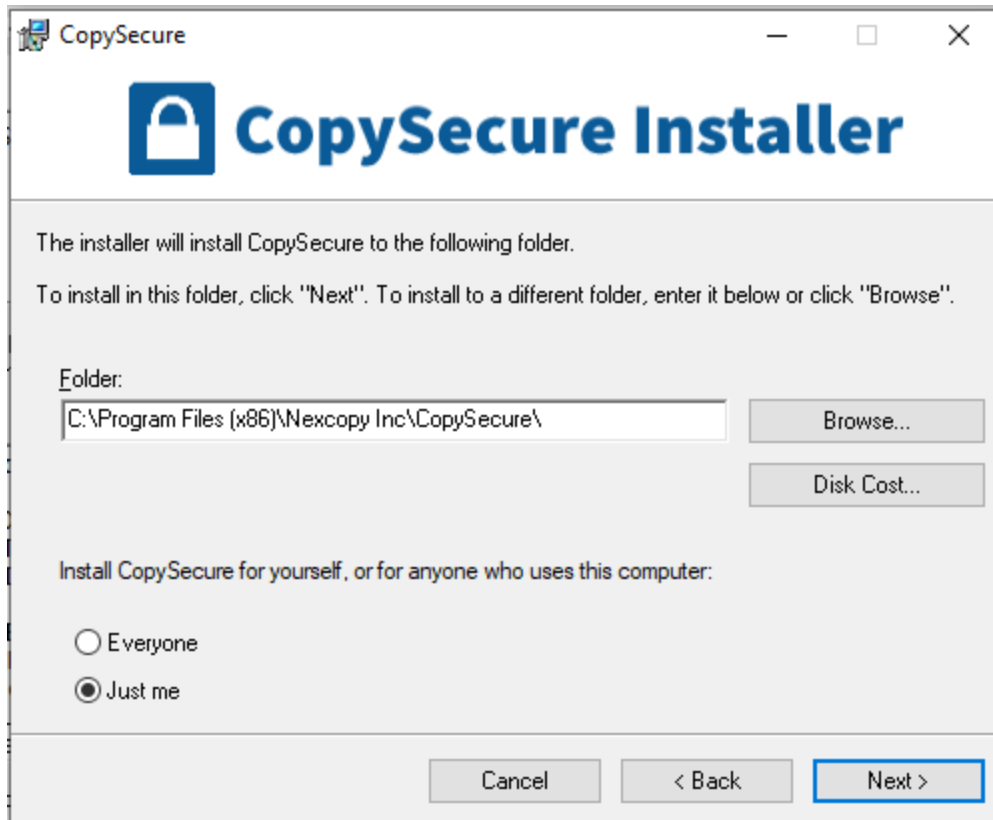 CopySecure
CopySecure Installer
The installer will install CopySecure to the following folder.
To install in this folder, click "Next". To install to a different folder, enter it below or click "Browse".
Folder:
C:\Program Files (x86)\Nexcopy Inc\CopySecure\
Browse...
Disk Cost...
Install CopySecure for yourself, or for anyone who uses this computer:
Everyone
Just me
Cancel
< Back
Next >